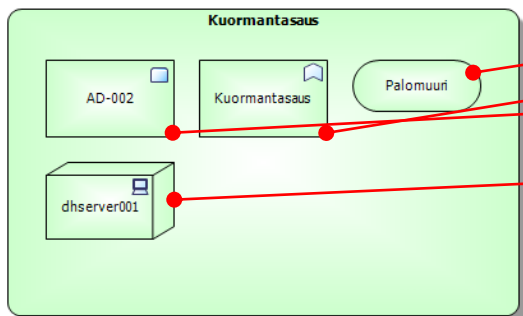 Kuormantasaus
AD-002
Kuormantasaus
Palomuuri
dhserver001